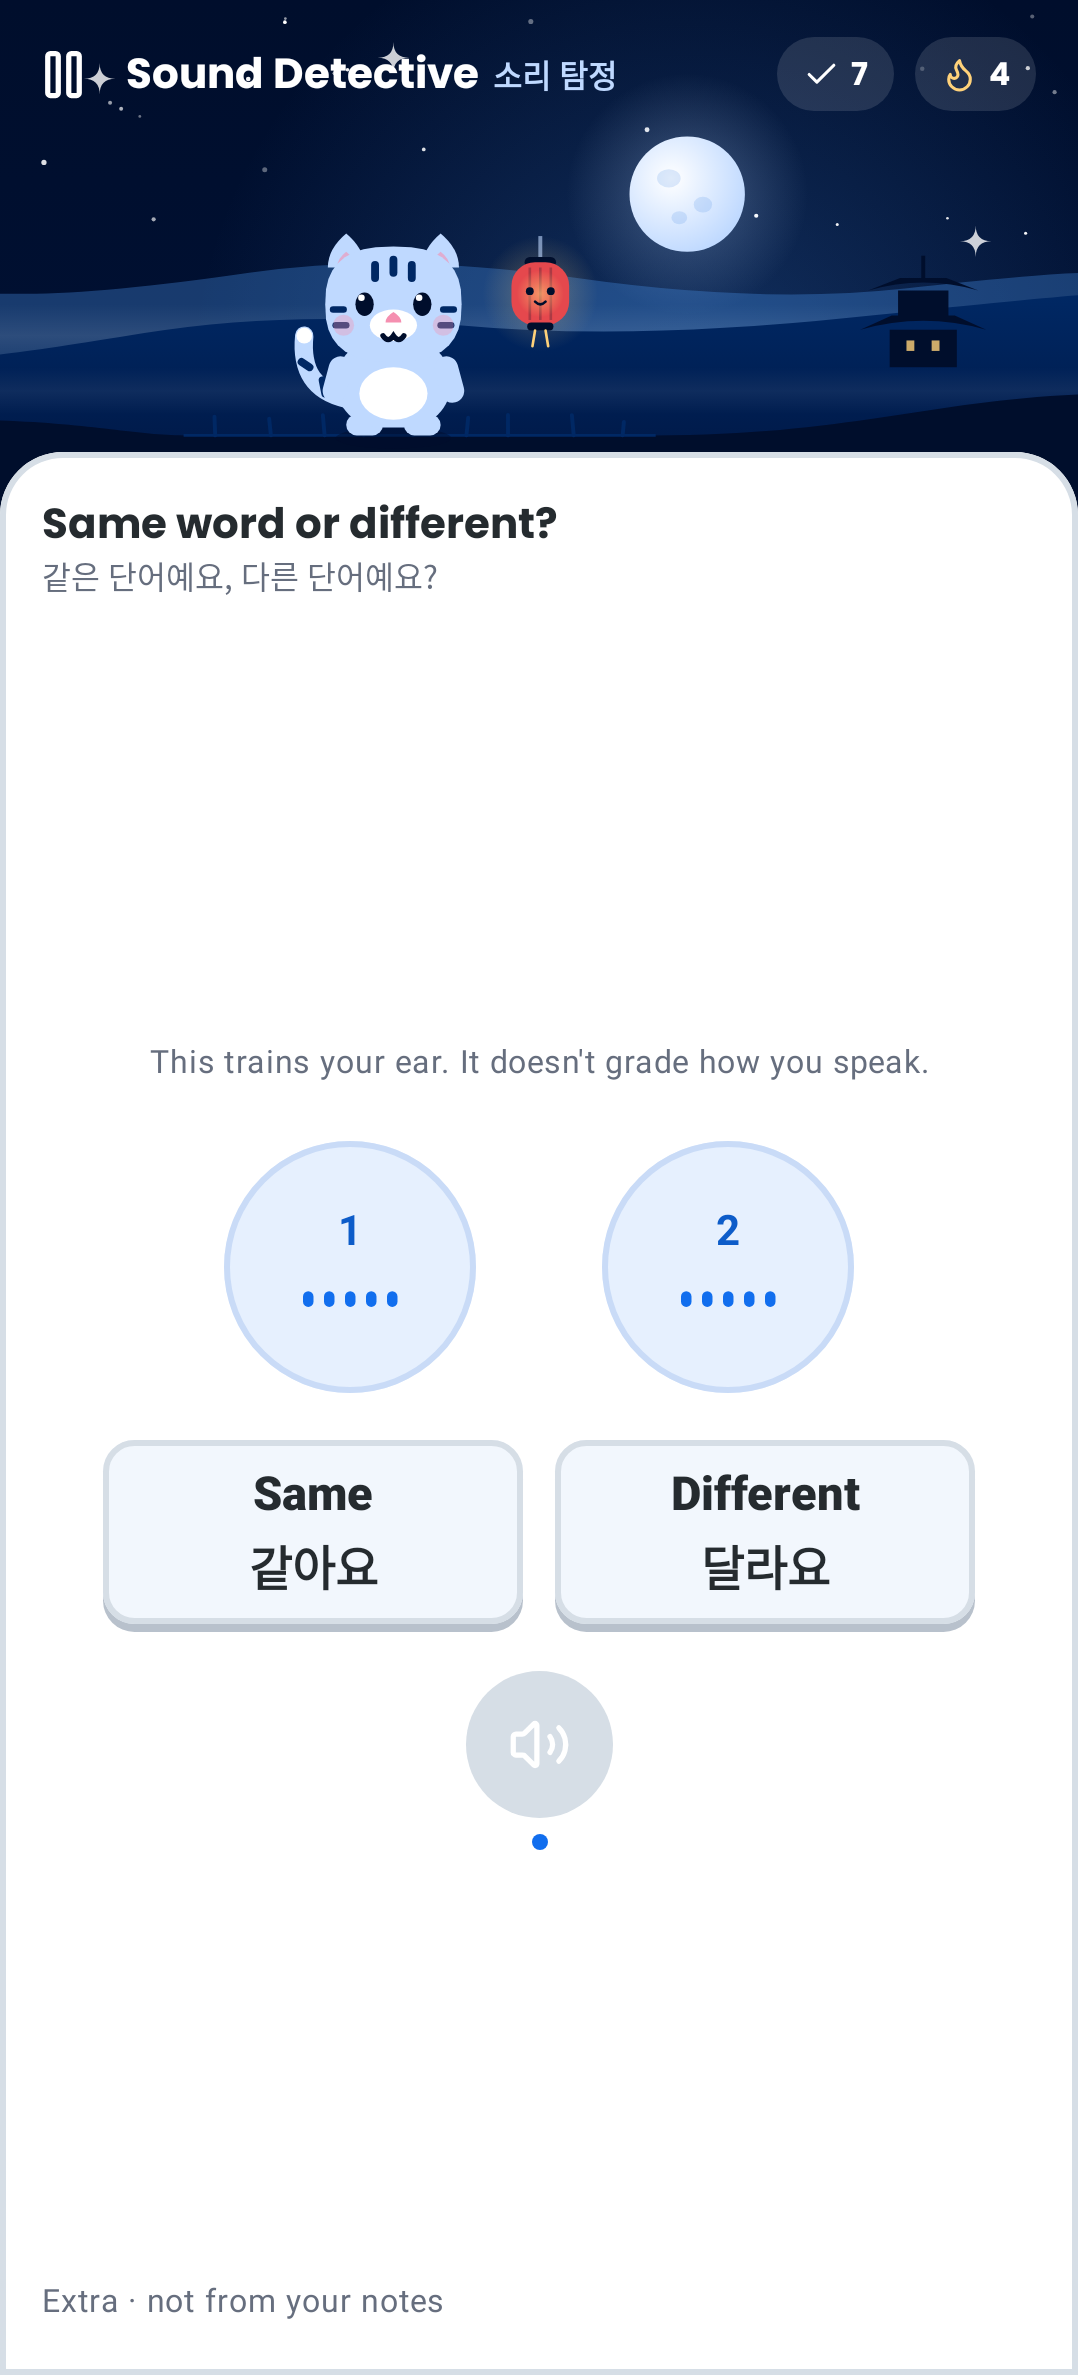 Sound Detective 소리 탐정 7 4
Same word or different?
같은 단어예요, 다른 단어예요?
This trains your ear. It doesn't grade how you speak.
1 2
Same Different
같아요 달라요
Extra · not from your notes